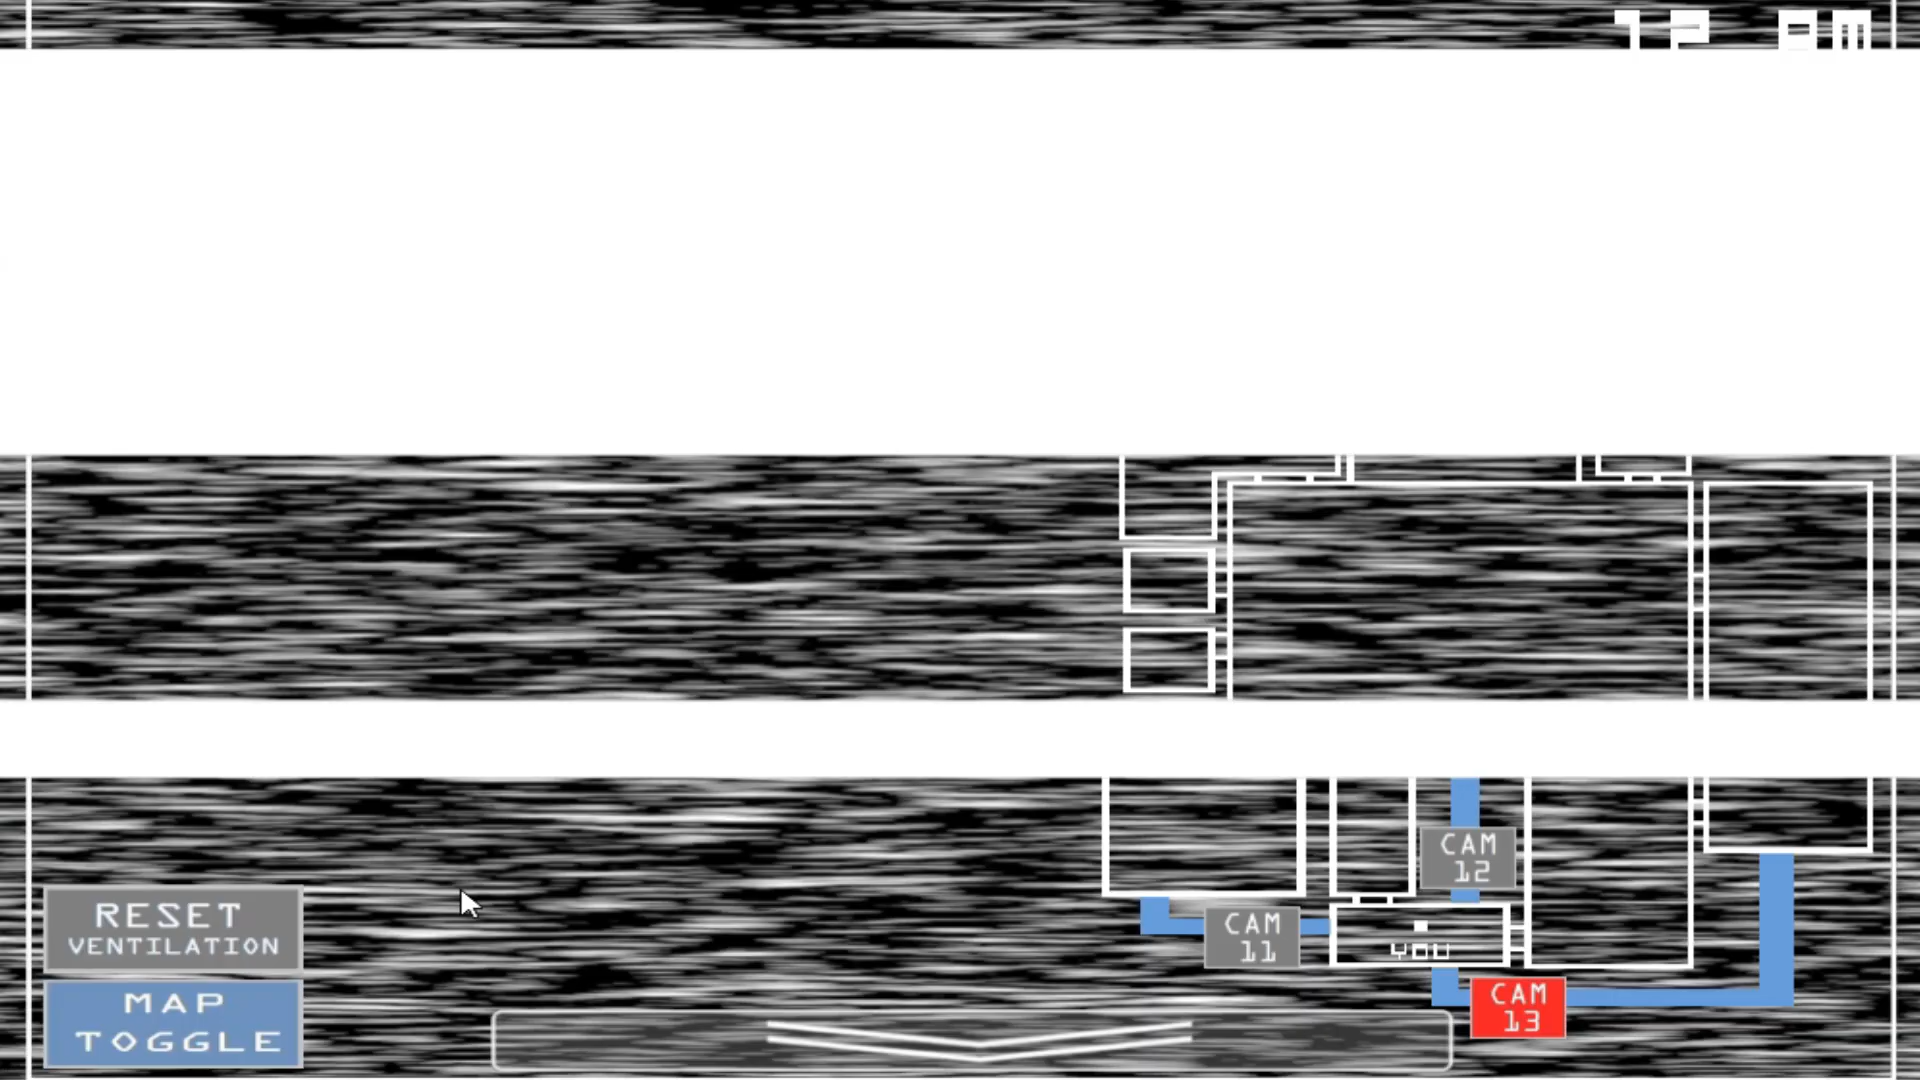 12 AM
CAM
12
RESET
VENTILATION
CAM
11
YOU
CAM
13
MAP
TOGGLE